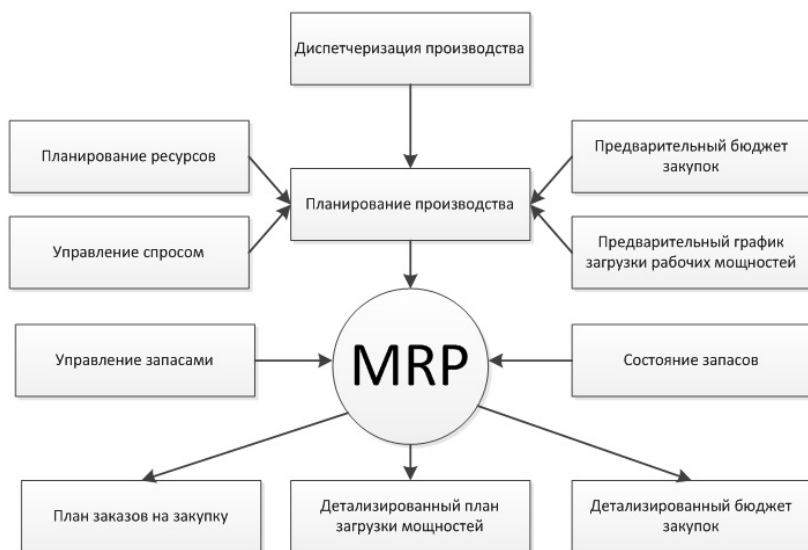 Диспетчеризация производства
Планирование ресурсов
Предварительный бюджет
закупок
Планирование производства
Управление спросом
Предварительный график
загрузки рабочих мощностей
Управление запасами
MRP
Состояние запасов
План заказов на закупку
Детализированный план
загрузки мощностей
Детализированный бюджет
закупок